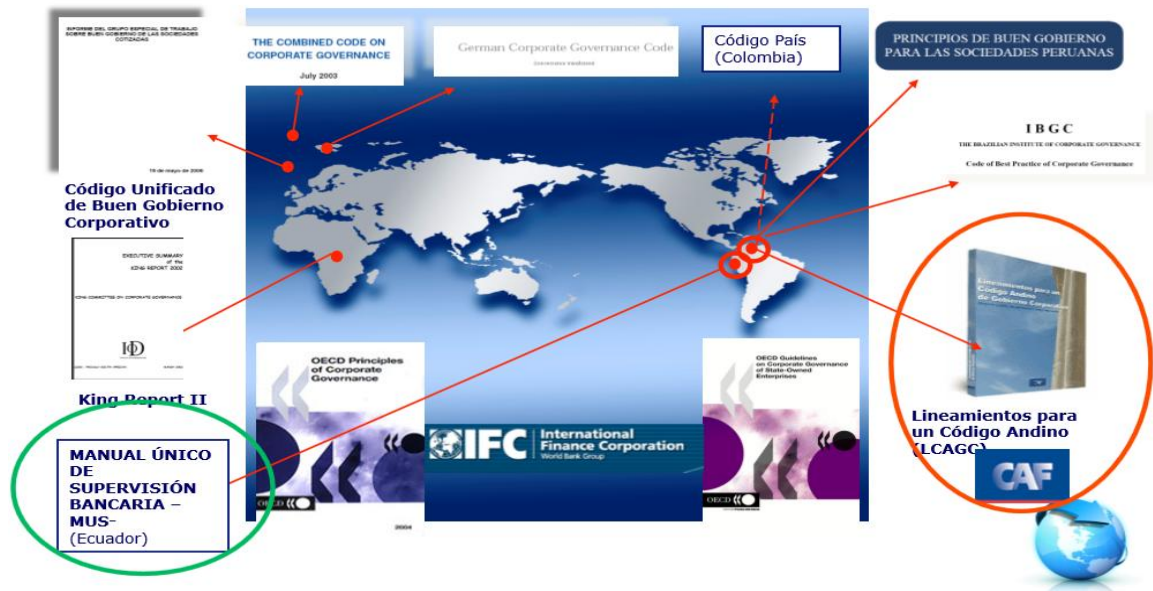 INFORME DEL GRUPO ESPECIAL DE TRABAJO
SOBRE BUEN GOBIERNO DE LAS SOCIEDADES
COTIZADAS
19 de mayo de 2006
Código Unificado
de Buen Gobierno
Corporativo
THE COMBINED CODE ON
CORPORATE GOVERNANCE
July 2003
German Corporate Governance Code
Código País
(Colombia)
PRINCIPIOS DE BUEN GOBIERNO
PARA LAS SOCIEDADES PERUANAS
I B G C
THE BRAZILIAN INSTITUTE OF CORPORATE GOVERNANCE
Code of Best Practice of Corporate Governance
EXECUTIVE SUMMARY
of the
KING REPORT 2002
KING COMMITTEE ON CORPORATE GOVERNANCE
King Report II
MANUAL ÚNICO
DE
SUPERVISIÓN
BANCARIA –
MUS-
(Ecuador)
OECD Principles
of Corporate
Governance
OECD
2004
IFC
International
Finance Corporation
World Bank Group
OECD Guidelines
on Corporate Governance
of State-Owned
Enterprises
OECD
Lineamientos para un
Código Andino
de Gobierno Corporativo
Lineamientos para
un Código Andino
(LCAGC)
CAF